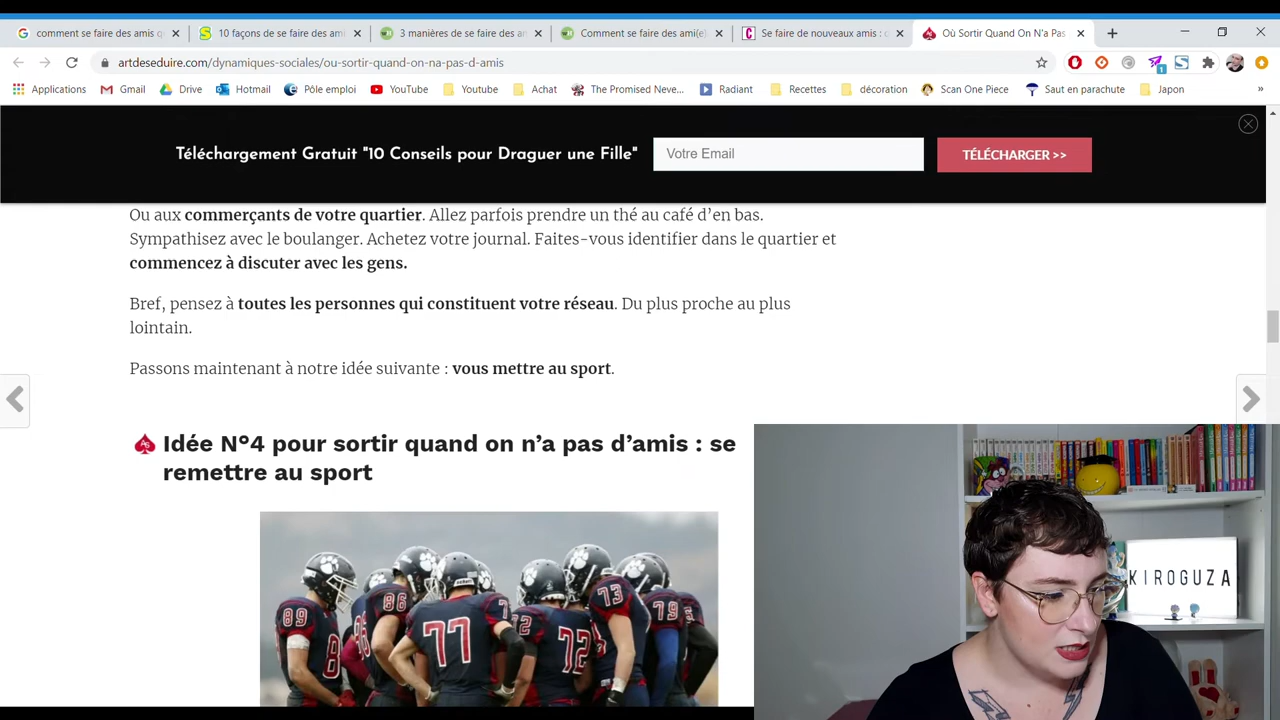 comment se faire des amis q
10 façons de se faire des ami
3 manières de se faire des am
Comment se faire des ami(e)
Se faire de nouveaux amis : c
Où Sortir Quand On N'a Pas
artdeseduire.com/dynamiques-sociales/ou-sortir-quand-on-na-pas-d-amis
1
Applications
Gmail
Drive
Hotmail
Pôle emploi
YouTube
Youtube
Achat
The Promised Neve...
Radiant
Recettes
décoration
Scan One Piece
Saut en parachute
Japon
»
Téléchargement Gratuit "10 Conseils pour Draguer une Fille"
Votre Email
TÉLÉCHARGER >>
Ou aux commerçants de votre quartier. Allez parfois prendre un thé au café d’en bas.
Sympathisez avec le boulanger. Achetez votre journal. Faites-vous identifier dans le quartier et
commencez à discuter avec les gens.
Bref, pensez à toutes les personnes qui constituent votre réseau. Du plus proche au plus
lointain.
Passons maintenant à notre idée suivante : vous mettre au sport.
Idée N°4 pour sortir quand on n’a pas d’amis : se
remettre au sport
89
86
77
72
73
79
KIROGUZA